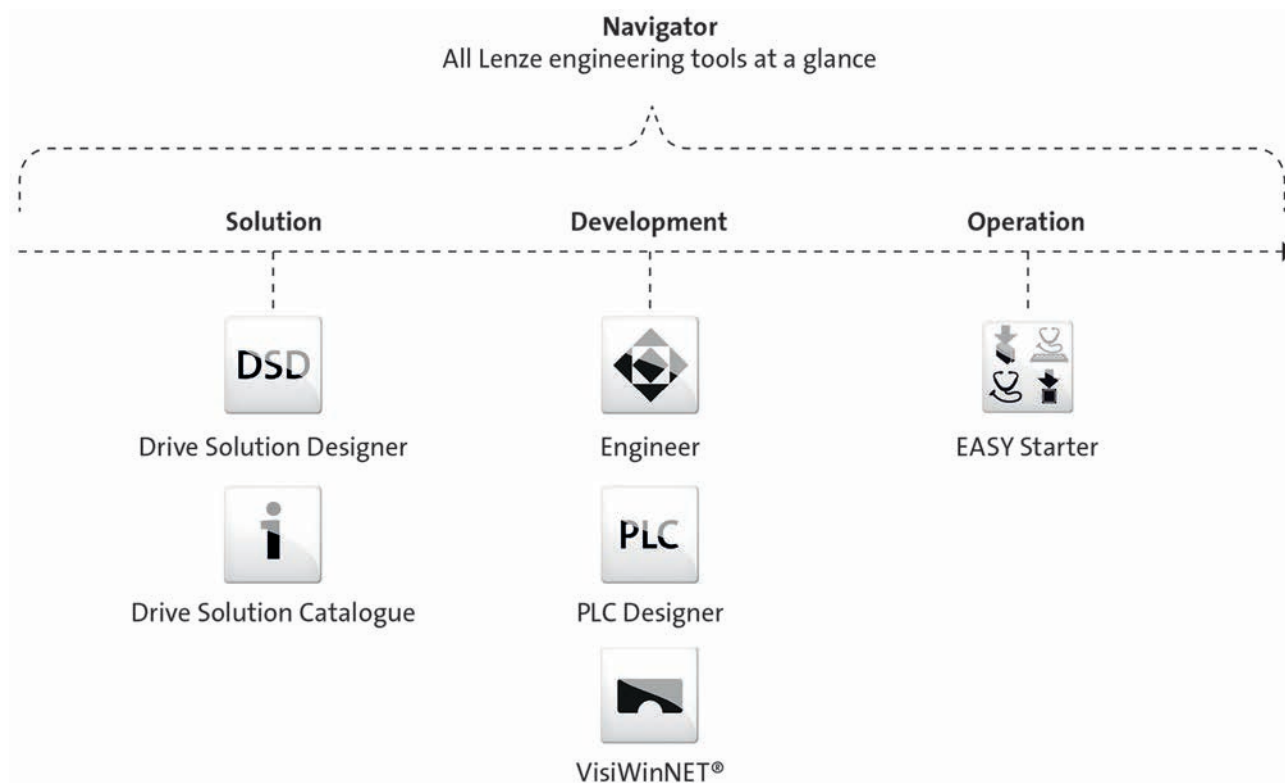 Navigator
All Lenze engineering tools at a glance
Solution
Development
Operation
DSD
Drive Solution Designer
Engineer
EASY Starter
i
Drive Solution Catalogue
PLC
PLC Designer
VisiWinNET®